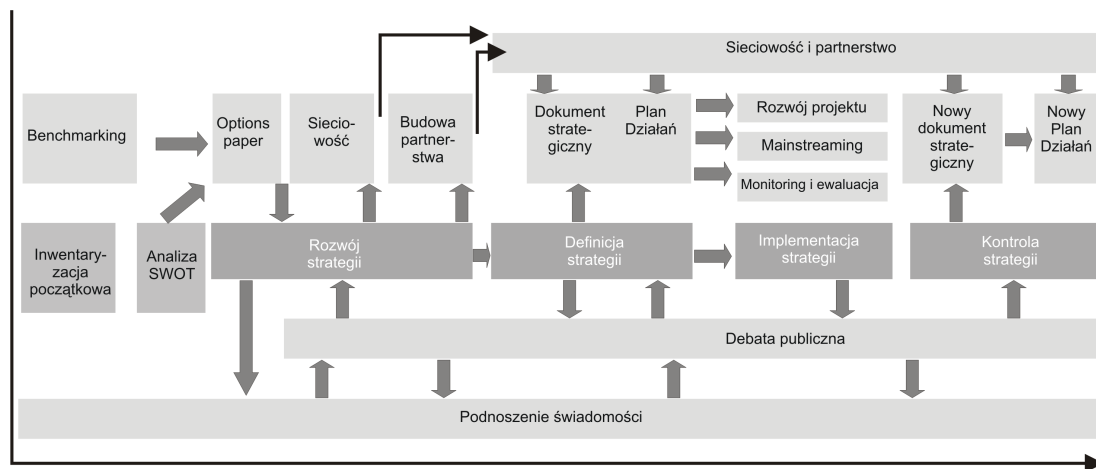 Sieciowość i partnerstwo
Benchmarking
Options
paper
Siecio-
wość
Budowa
partner-
stwa
Dokument
strate-
giczny
Plan
Działań
Rozwój projektu
Mainstreaming
Monitoring i ewaluacja
Nowy
dokument
strate-
giczny
Nowy
Plan
Działań
Inwentary-
zacja
początkowa
Analiza
SWOT
Rozwój
strategii
Definicja
strategii
Implementacja
strategii
Kontrola
strategii
Debata publiczna
Podnoszenie świadomości